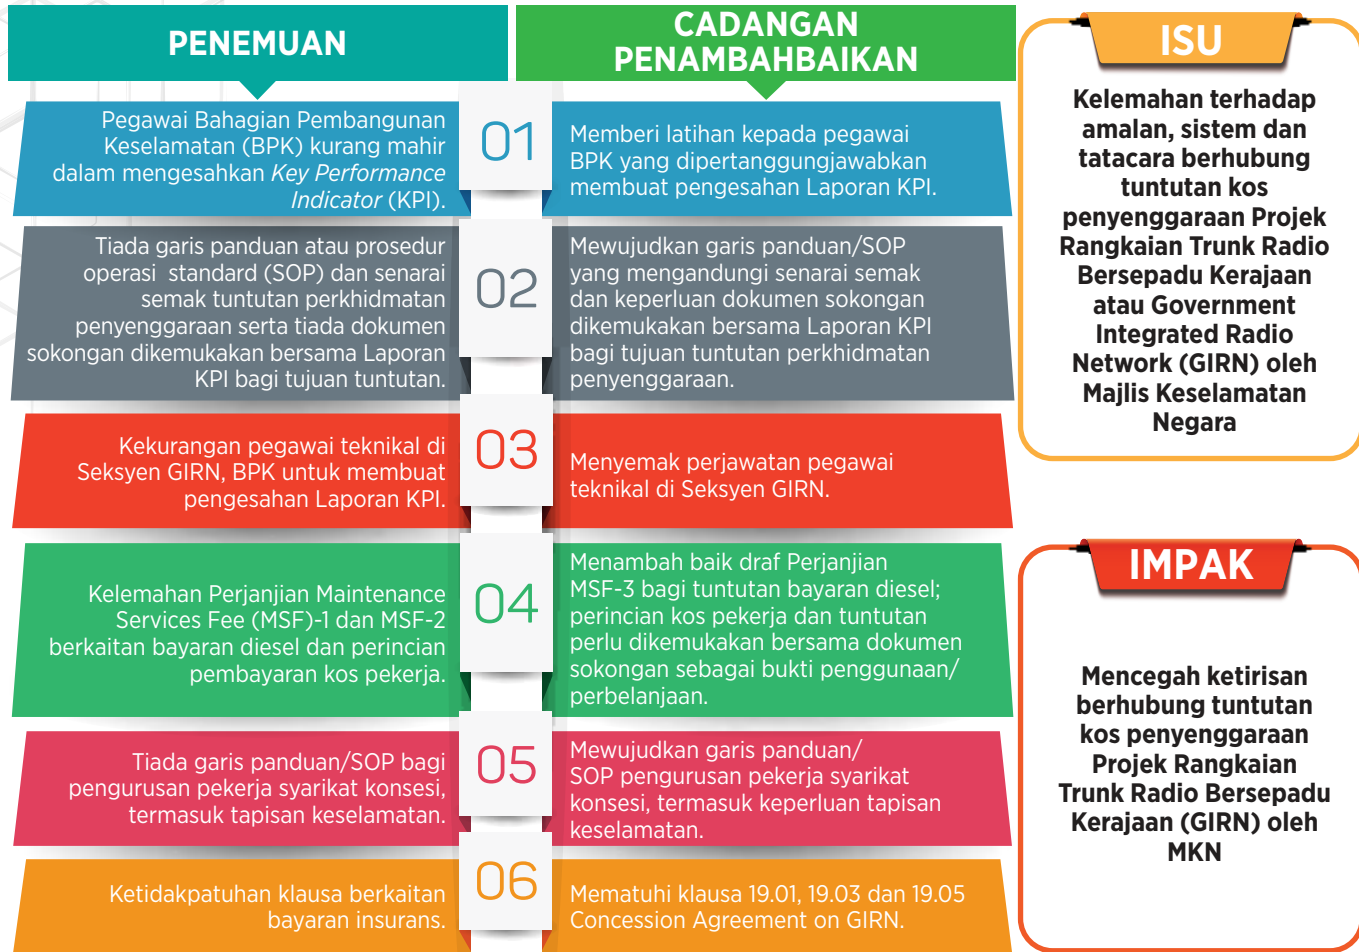 PENEMUAN
CADANGAN
PENAMBAHBAIKAN
01
Pegawai Bahagian Pembangunan
Keselamatan (BPK) kurang mahir
dalam mengesahkan Key Performance
Indicator (KPI).
Memberi latihan kepada pegawai
BPK yang dipertanggungjawabkan
membuat pengesahan Laporan KPI.
02
Tiada garis panduan atau prosedur
operasi standard (SOP) dan senarai
semak tuntutan perkhidmatan
penyenggaraan serta tiada dokumen
sokongan dikemukakan bersama Laporan
KPI bagi tujuan tuntutan.
Mewujudkan garis panduan/SOP
yang mengandungi senarai semak
dan keperluan dokumen sokongan
dikemukakan bersama Laporan KPI
bagi tujuan tuntutan perkhidmatan
penyenggaraan.
03
Kekurangan pegawai teknikal di
Seksyen GIRN, BPK untuk membuat
pengesahan Laporan KPI.
Menyemak perjawatan pegawai
teknikal di Seksyen GIRN.
04
Kelemahan Perjanjian Maintenance
Services Fee (MSF)-1 dan MSF-2
berkaitan bayaran diesel dan perincian
pembayaran kos pekerja.
Menambah baik draf Perjanjian
MSF-3 bagi tuntutan bayaran diesel;
perincian kos pekerja dan tuntutan
perlu dikemukakan bersama dokumen
sokongan sebagai bukti penggunaan/
perbelanjaan.
05
Tiada garis panduan/SOP bagi
pengurusan pekerja syarikat konsesi,
termasuk tapisan keselamatan.
Mewujudkan garis panduan/
SOP pengurusan pekerja syarikat
konsesi, termasuk keperluan tapisan
keselamatan.
06
Ketidakpatuhan klausa berkaitan
bayaran insurans.
Mematuhi klausa 19.01, 19.03 dan 19.05
Concession Agreement on GIRN.
ISU
Kelemahan terhadap
amalan, sistem dan
tatacara berhubung
tuntutan kos
penyenggaraan Projek
Rangkaian Trunk Radio
Bersepadu Kerajaan
atau Government
Integrated Radio
Network (GIRN) oleh
Majlis Keselamatan
Negara
IMPAK
Mencegah ketirisan
berhubung tuntutan
kos penyenggaraan
Projek Rangkaian
Trunk Radio Bersepadu
Kerajaan (GIRN) oleh
MKN